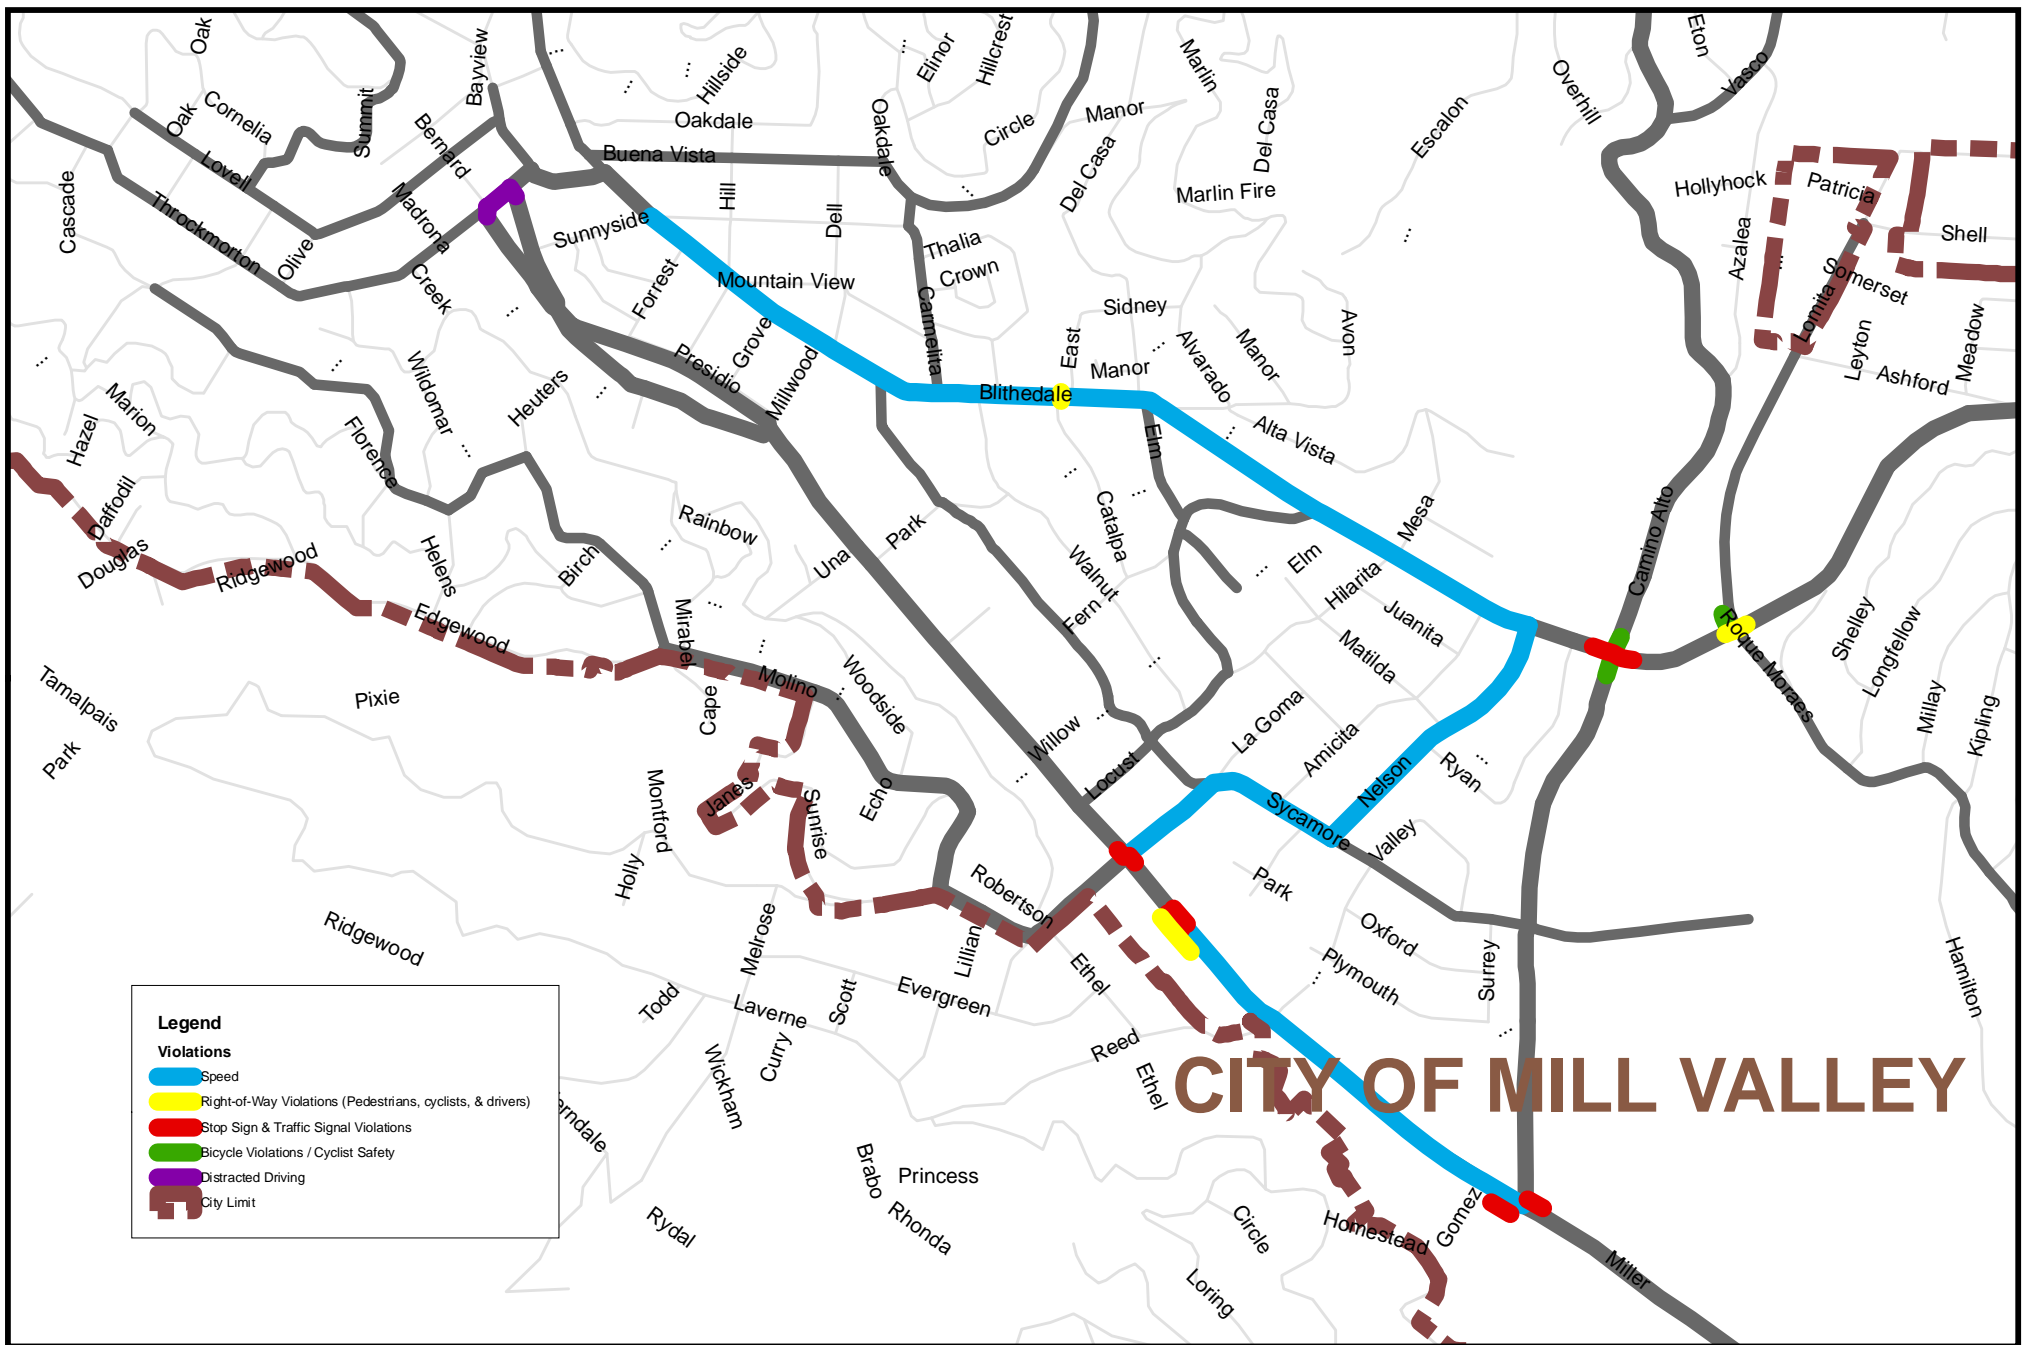 Oak
Bayview
...
Hillside
...
Elinor
Hillcrest
Marlin
Overhill
Eton
Vasco
Oak
Cornelia
Summit
Bernard
Oakdale
Oakdale
Circle
Manor
Del Casa
Escalon
Lovell
Buena Vista
Cascade
Throckmorton
Olive
Madrona
Creek
Sunnyside
Hill
Dell
...
Del Casa
Marlin Fire
...
Hollyhock
Patricia
Azalea
Shell
Somerset
Lomita
Thalia
Crown
Carmelita
Forrest
Mountain View
Grove
Millwood
Presidio
Sidney
East
Manor
Alvarado
Manor
Avon
Leyton
Ashford
Meadow
Blithedale
Elm
Alta Vista
Marion
Hazel
Daffodil
Douglas
Ridgewood
Edgewood
Wildomar
Heuters
Florence
Helens
Birch
Rainbow
Una
Park
Catalpa
Walnut
Fern
Elm
Hilarita
Mesa
Juanita
Matilda
Camino Alto
Roque Moraes
Shelley
Longfellow
Millay
Kipling
Mirabel
Cape
Molino
Woodside
Tamalpais
Park
Pixie
Willow
Locust
La Goma
Amicita
Ryan
Nelson
Sycamore
Valley
Montford
Janes
Sunrise
Echo
Holly
Robertson
Park
Oxford
Plymouth
Surrey
Hamilton
Ridgewood
Melrose
Todd
Laverne
Scott
Evergreen
Lillian
Ethel
Reed
Ethel
Curry
Wickham
CITY OF MILL VALLEY
Legend
Violations
Speed
Right-of-Way Violations (Pedestrians, cyclists, & drivers)
Stop Sign & Traffic Signal Violations
Bicycle Violations / Cyclist Safety
Distracted Driving
City Limit
erndale
Rydal
Brabo
Princess
Rhonda
Circle
Loring
Homestead
Gomez
Miller